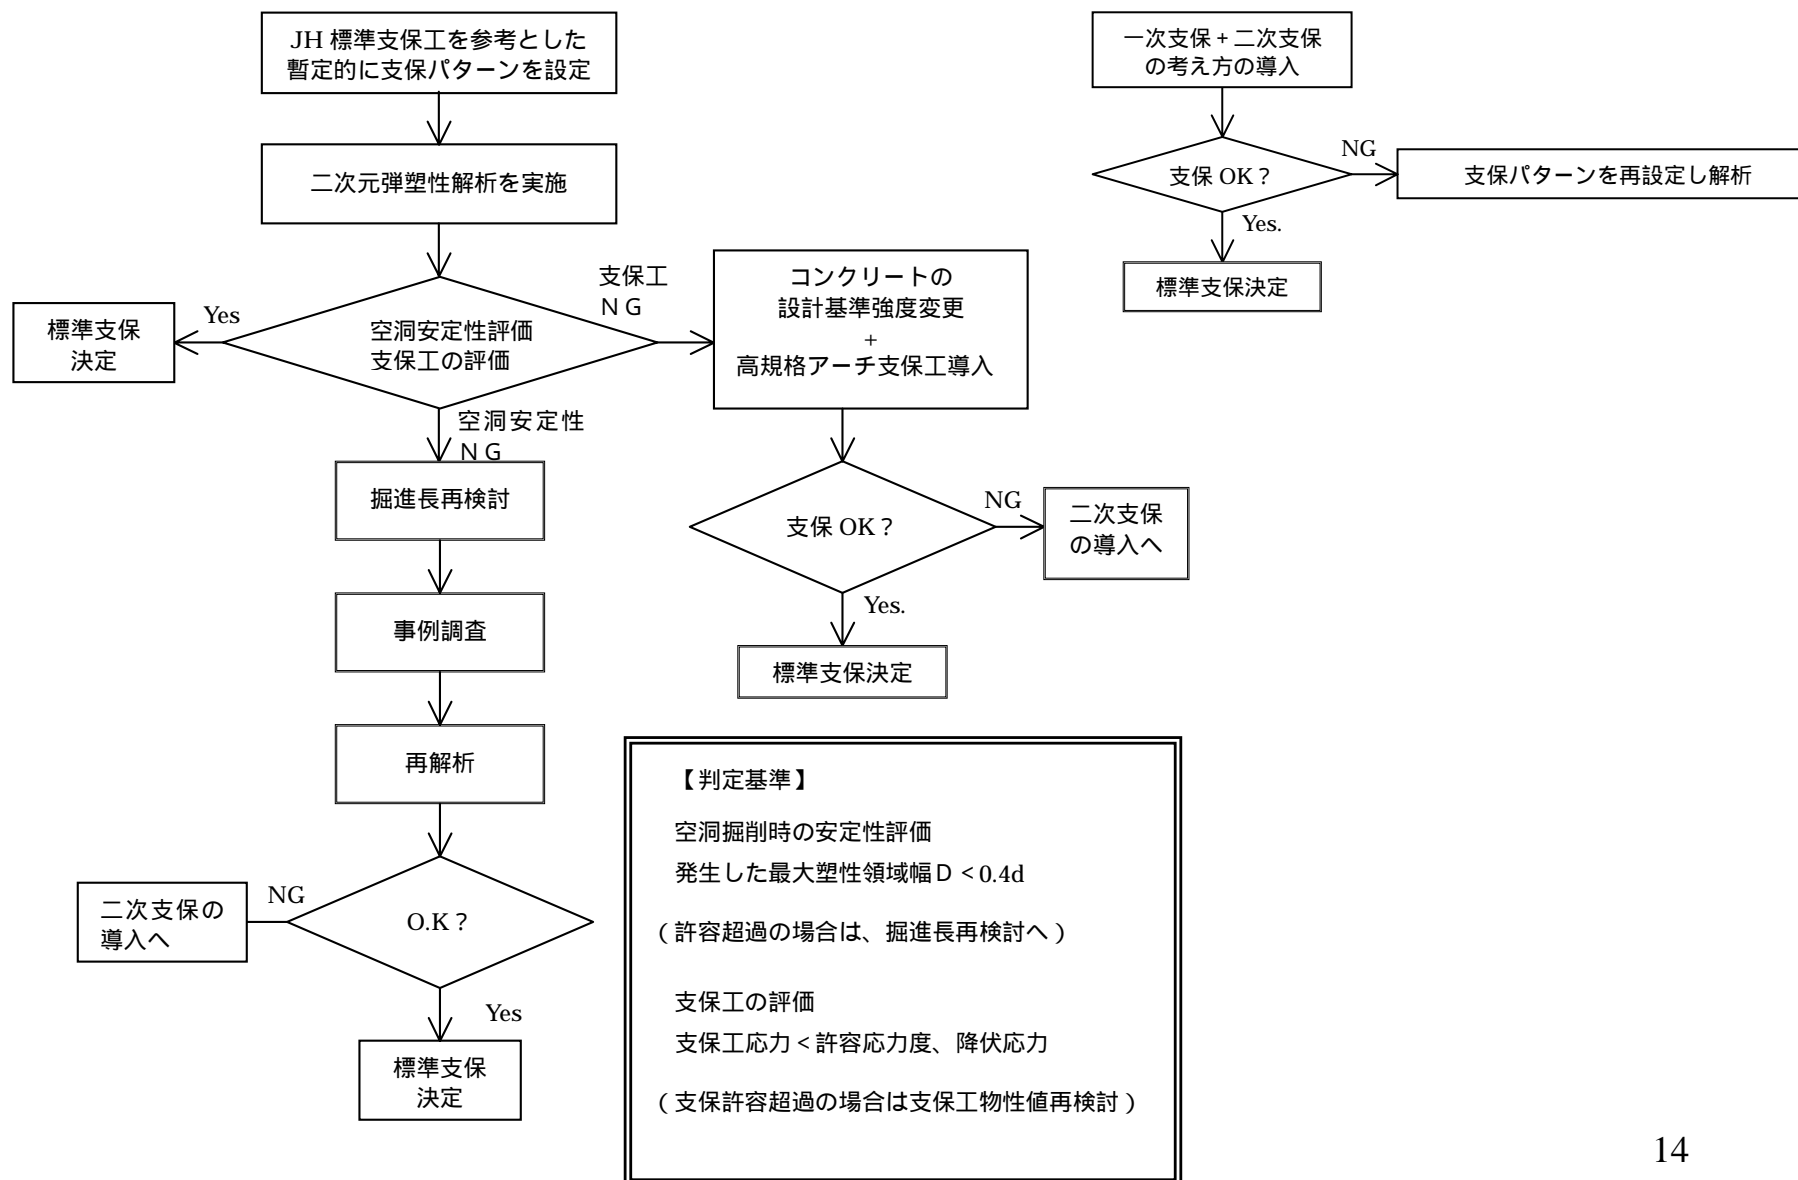 JH 標準支保工を参考とした
暫定的に支保パターンを設定
二次元弾塑性解析を実施
空洞安定性評価
支保工の評価
Yes
標準支保
決定
支保工
ＮＧ
コンクリートの
設計基準強度変更
+
高規格アーチ支保工導入
支保 OK？
NG
二次支保
の導入へ
Yes.
標準支保決定
空洞安定性
ＮＧ
掘進長再検討
事例調査
再解析
O.K？
NG
二次支保の
導入へ
Yes
標準支保
決定
一次支保 + 二次支保
の考え方の導入
支保 OK？
NG
支保パターンを再設定し解析
Yes.
標準支保決定
【判定基準】
空洞掘削時の安定性評価
発生した最大塑性領域幅Ｄ＜0.4d
（許容超過の場合は、掘進長再検討へ）
支保工の評価
支保工応力＜許容応力度、降伏応力
（支保許容超過の場合は支保工物性値再検討）
14